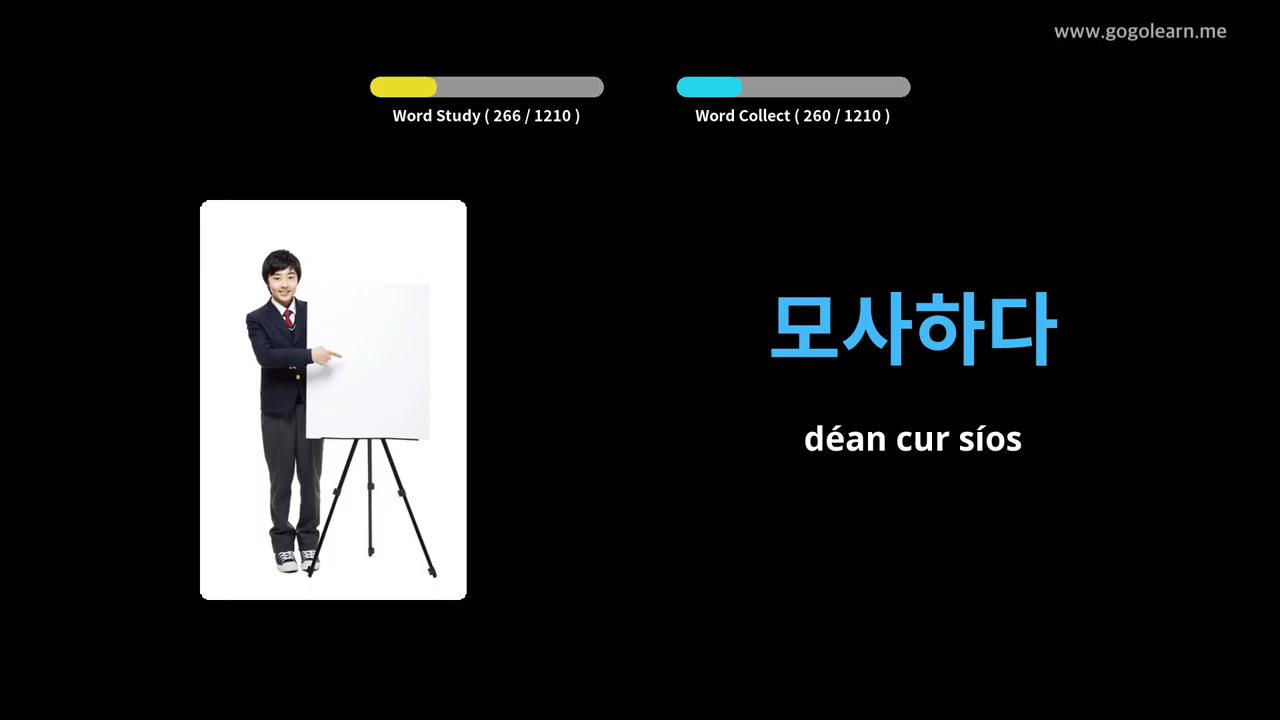 www.gogolearn.me
Word Study ( 266 / 1210 )
Word Collect ( 260 / 1210 )
모사하다
déan cur síos